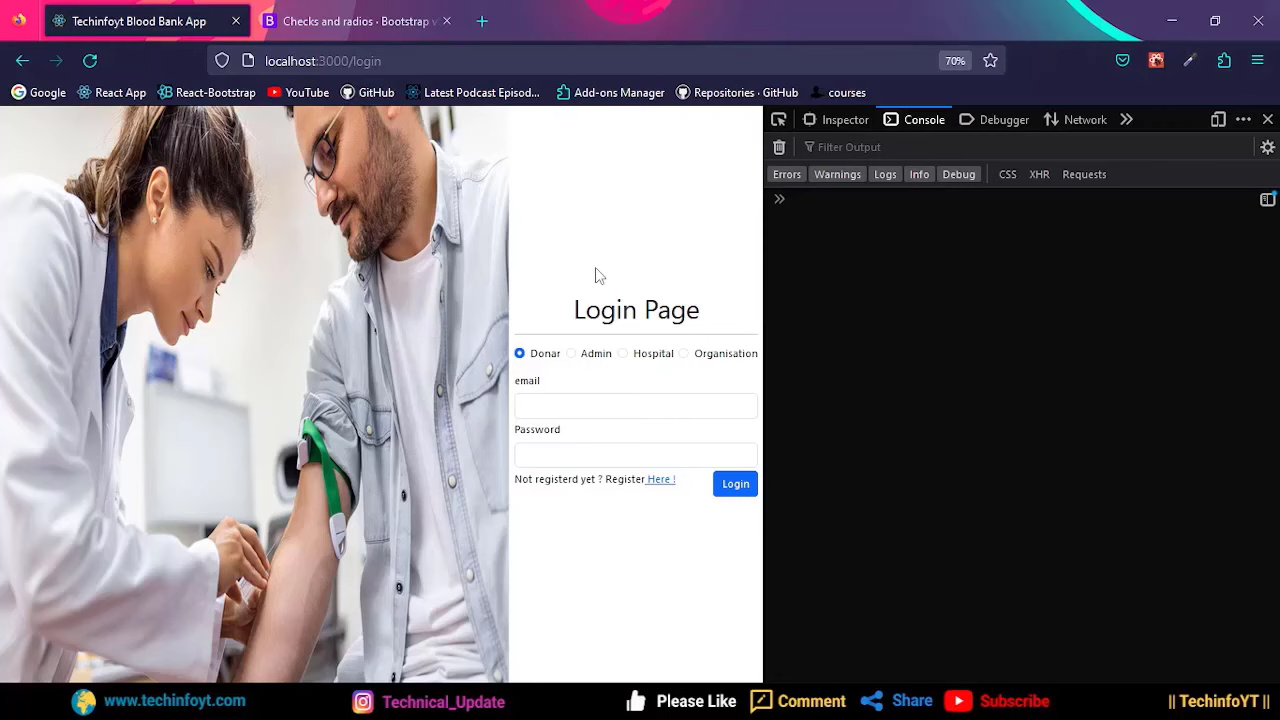 Techinfoyt Blood Bank App
Checks and radios · Bootstrap v
localhost:3000/login
70%
Google
React App
React-Bootstrap
YouTube
GitHub
Latest Podcast Episod...
Add-ons Manager
Repositories · GitHub
courses
Inspector
Console
Debugger
Network
Filter Output
Errors
Warnings
Logs
Info
Debug
CSS
XHR
Requests
Login Page
Donar
Admin
Hospital
Organisation
email
Password
Not registerd yet ? Register Here !
Login
www.techinfoyt.com
Technical_Update
Please Like
Comment
Share
Subscribe
|| TechinfoYT ||